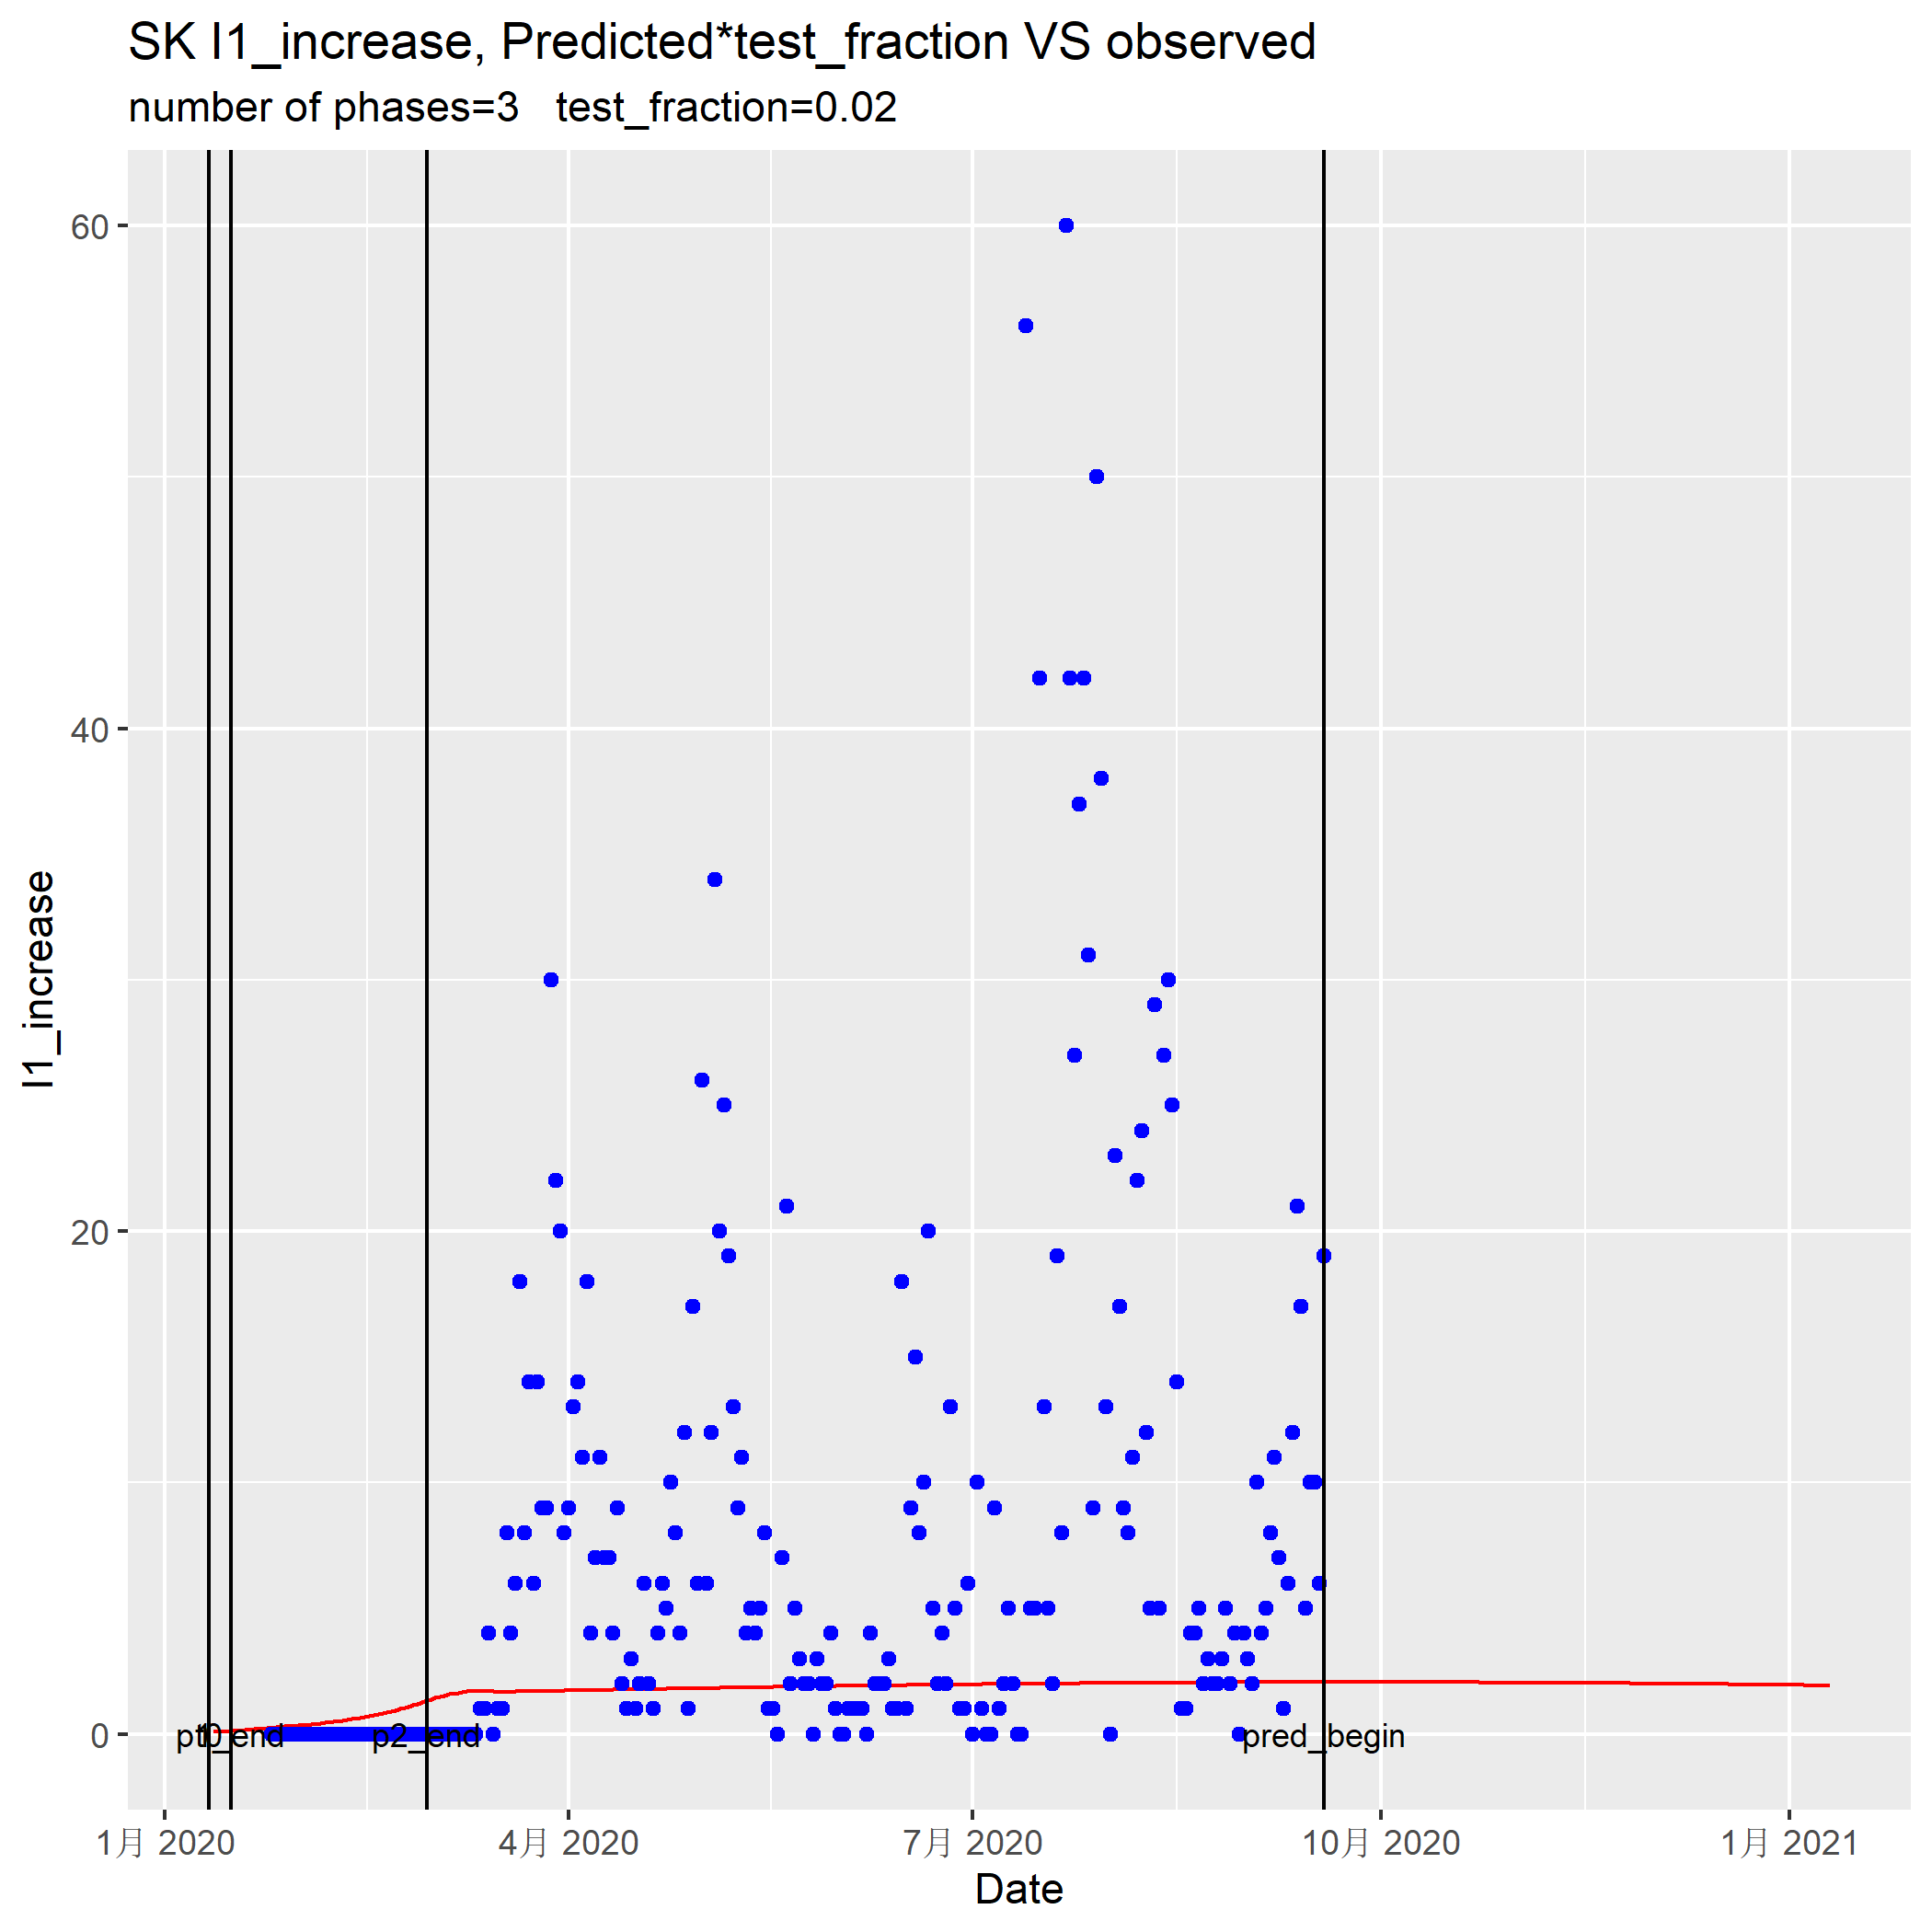 SK I1_increase, Predicted*test_fraction VS observed
number of phases=3 test_fraction=0.02
60
40
20
0
I1_increase
p2_end
pred_begin
1月 2020
4月 2020
7月 2020
10月 2020
1月 2021
Date